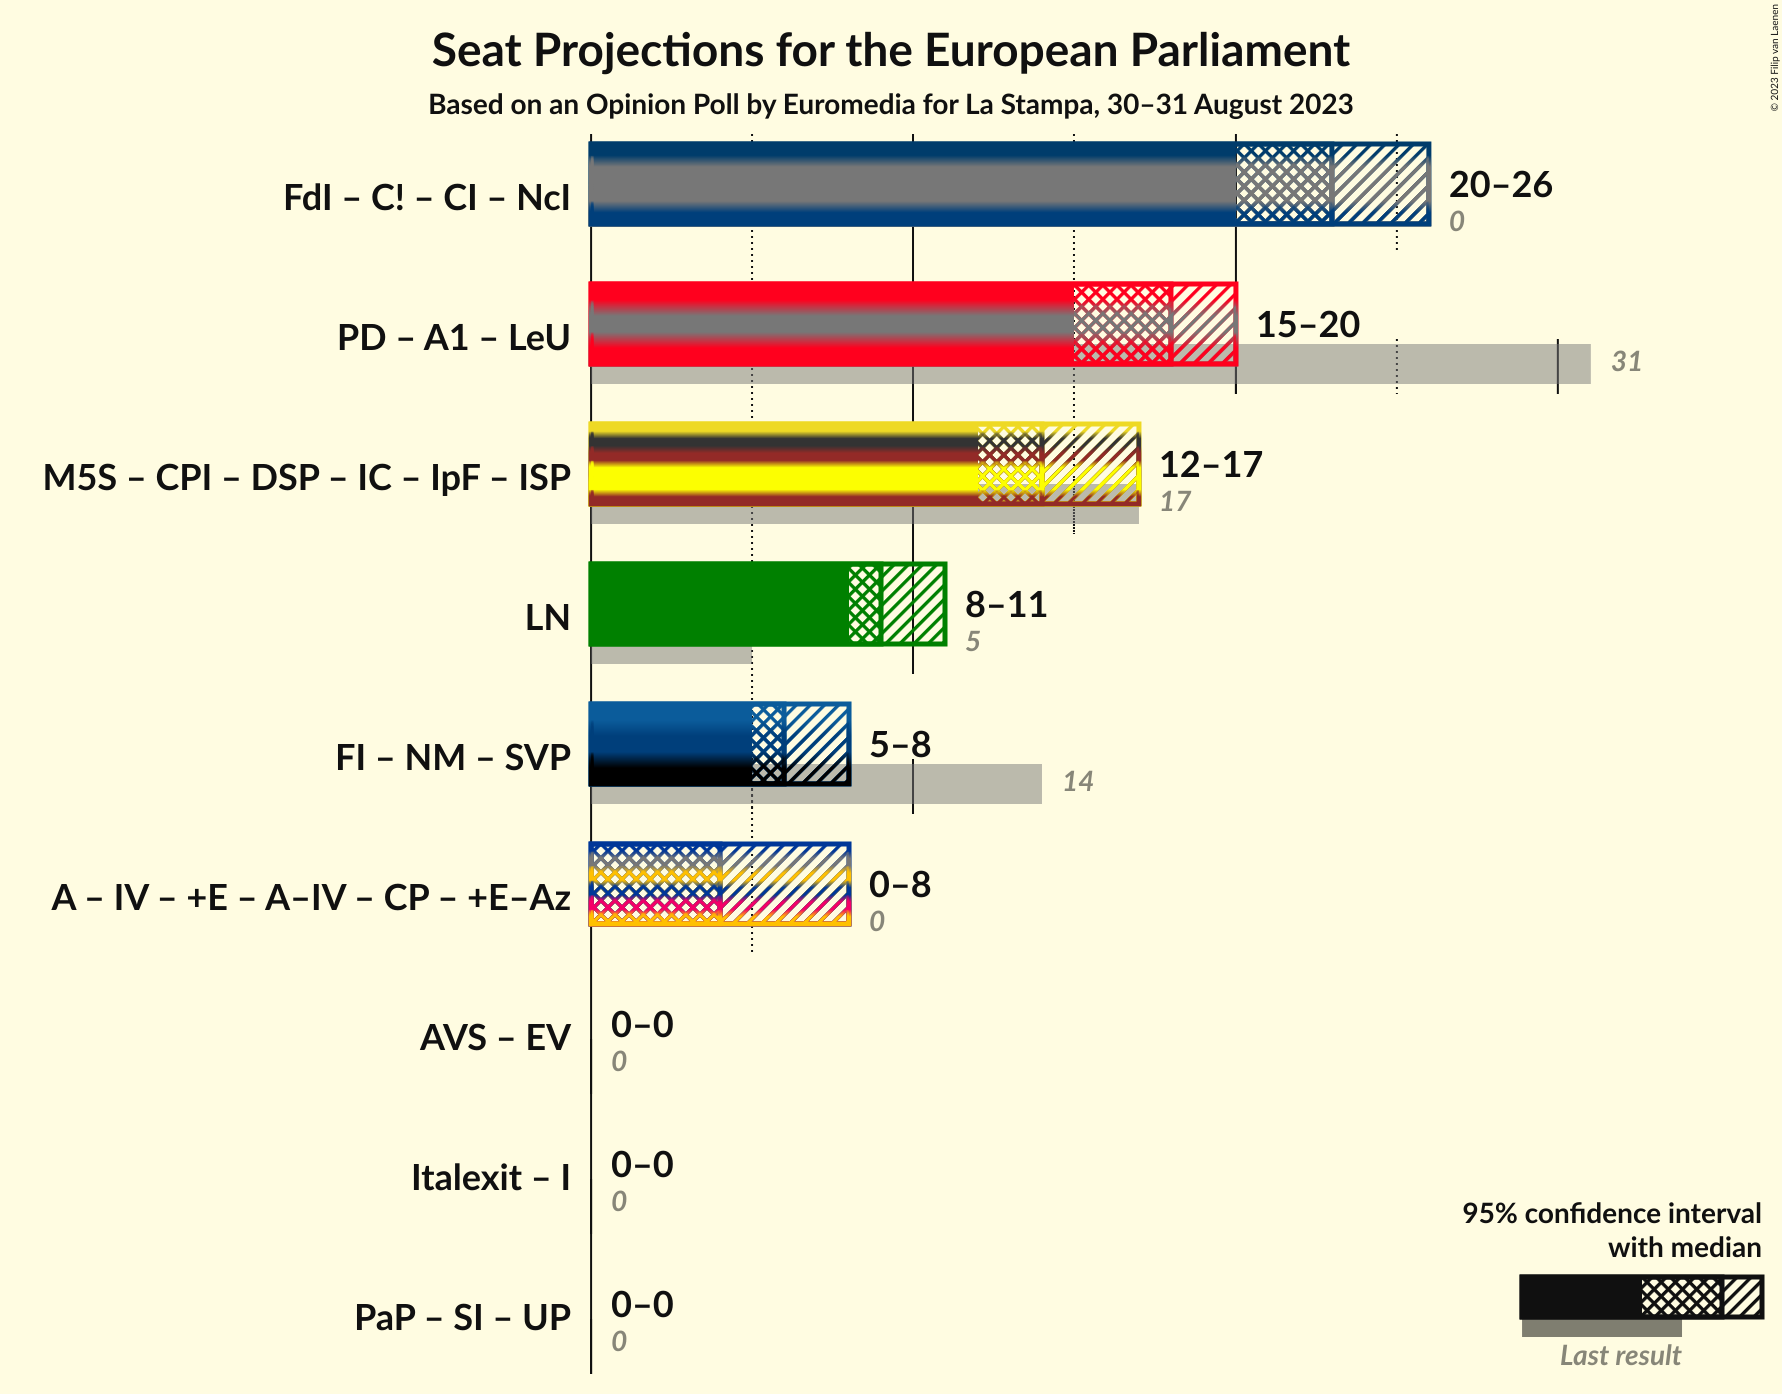 Seat Projections for the European Parliament
Based on an Opinion Poll by Euromedia for La Stampa, 30–31 August 2023
© 2023 Filip van Laenen
FdI – C! – CI – NcI
20–26
0
PD – A1 – LeU
15–20
31
M5S – CPI – DSP – IC – IpF – ISP
12–17
17
LN
8–11
5
FI – NM – SVP
5–8
14
A – IV – +E – A–IV – CP – +E–Az
0–8
0
AVS – EV
0–0
0
Italexit – I
0–0
0
PaP – SI – UP
0–0
0
95% confidence interval
with median
Last result